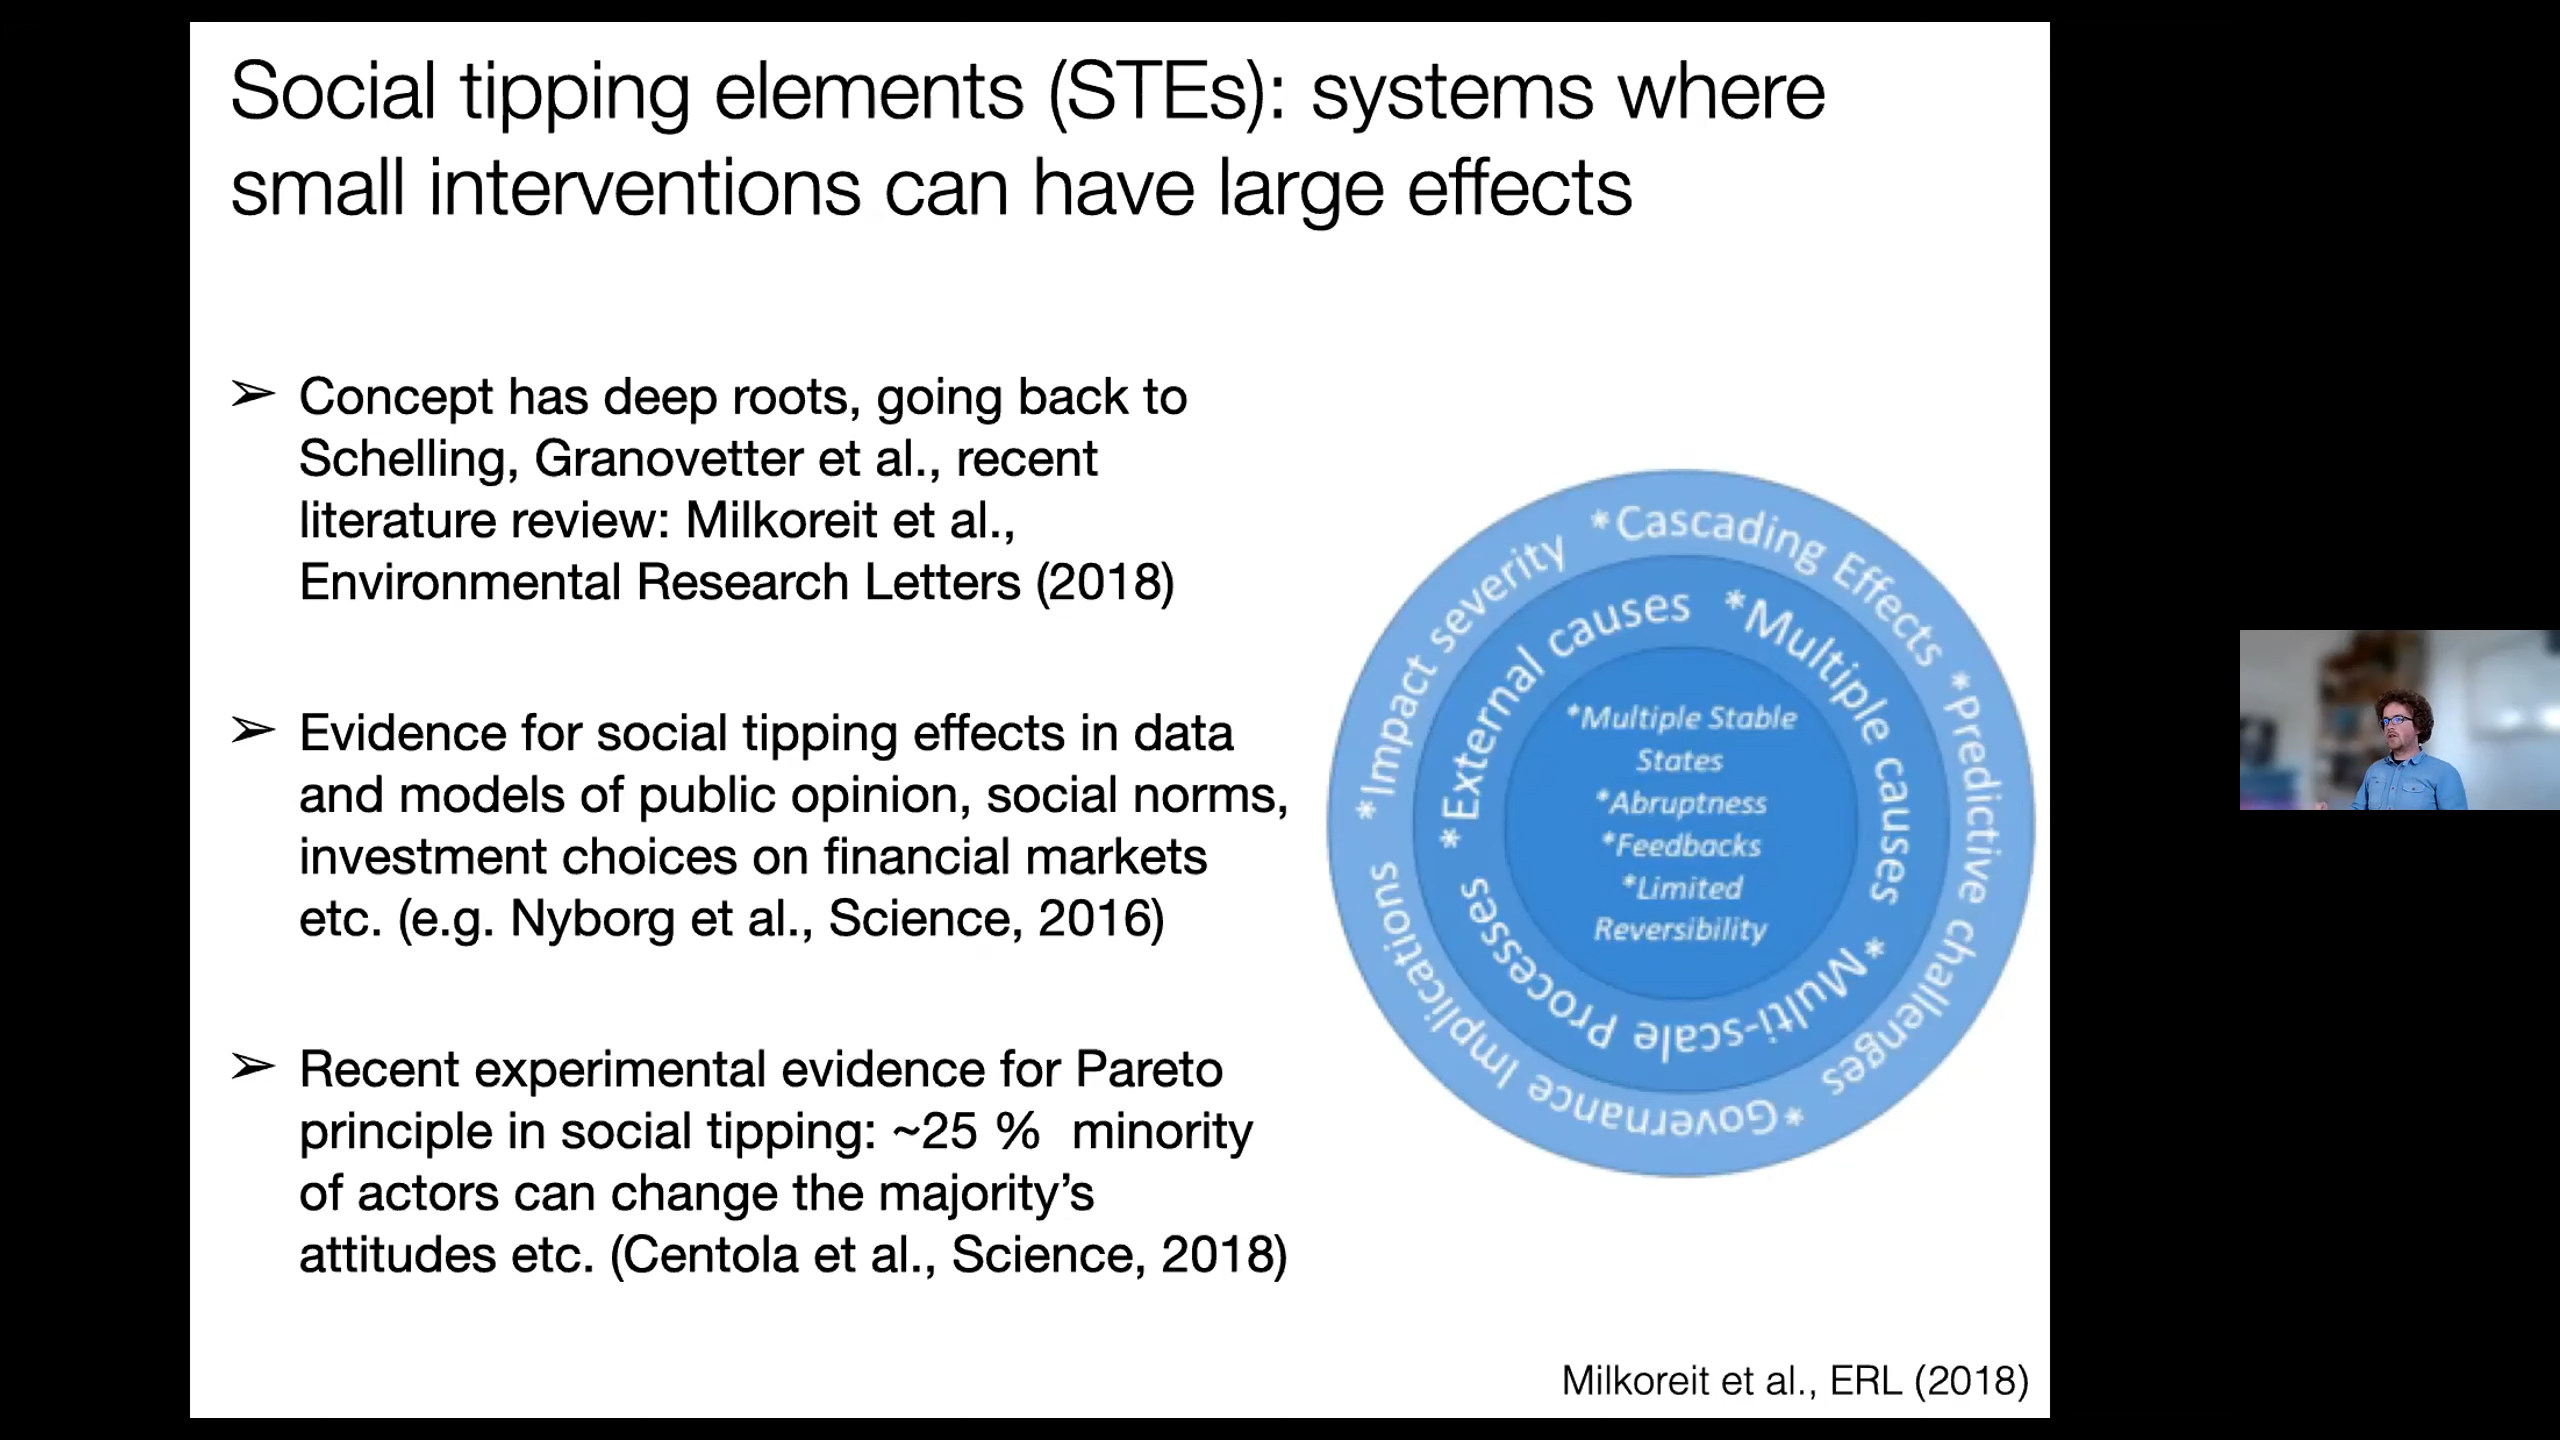 Social tipping elements (STEs): systems where
small interventions can have large effects
➢ Concept has deep roots, going back to
Schelling, Granovetter et al., recent
literature review: Milkoreit et al.,
Environmental Research Letters (2018)
➢ Evidence for social tipping effects in data
and models of public opinion, social norms,
investment choices on financial markets
etc. (e.g. Nyborg et al., Science, 2016)
➢ Recent experimental evidence for Pareto
principle in social tipping: ~25 % minority
of actors can change the majority’s
attitudes etc. (Centola et al., Science, 2018)
*Impact severity
*Cascading Effects
*Predictive challenges
*Governance Implications
*External causes
*Multiple causes
*Multi-scale Processes
*Multiple Stable
States
*Abruptness
*Feedbacks
*Limited
Reversibility
Milkoreit et al., ERL (2018)